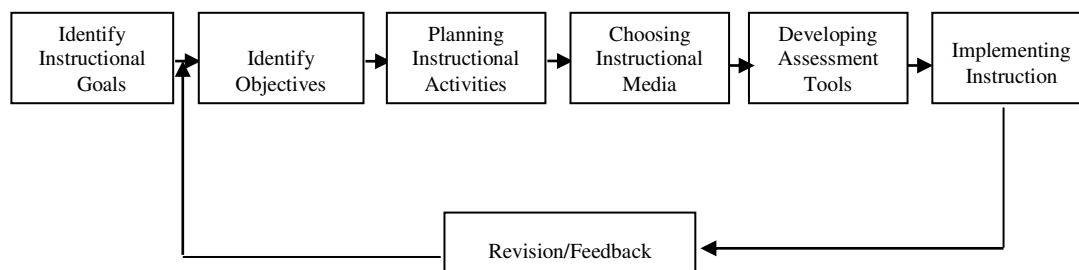 Identify
Instructional
Goals
Identify
Objectives
Planning
Instructional
Activities
Choosing
Instructional
Media
Developing
Assessment
Tools
Implementing
Instruction
Revision/Feedback